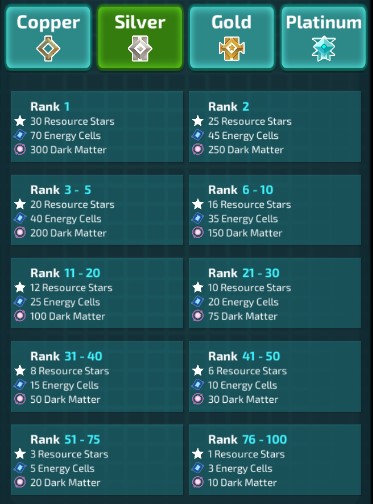 Copper Silver Gold Platinum
Rank 1
30 Resource Stars
70 Energy Cells
300 Dark Matter
Rank 2
25 Resource Stars
45 Energy Cells
250 Dark Matter
Rank 3 - 5
20 Resource Stars
40 Energy Cells
200 Dark Matter
Rank 6 - 10
16 Resource Stars
35 Energy Cells
150 Dark Matter
Rank 11 - 20
12 Resource Stars
25 Energy Cells
100 Dark Matter
Rank 21 - 30
10 Resource Stars
20 Energy Cells
75 Dark Matter
Rank 31 - 40
8 Resource Stars
15 Energy Cells
50 Dark Matter
Rank 41 - 50
6 Resource Stars
10 Energy Cells
30 Dark Matter
Rank 51 - 75
3 Resource Stars
5 Energy Cells
20 Dark Matter
Rank 76 - 100
1 Resource Stars
3 Energy Cells
10 Dark Matter